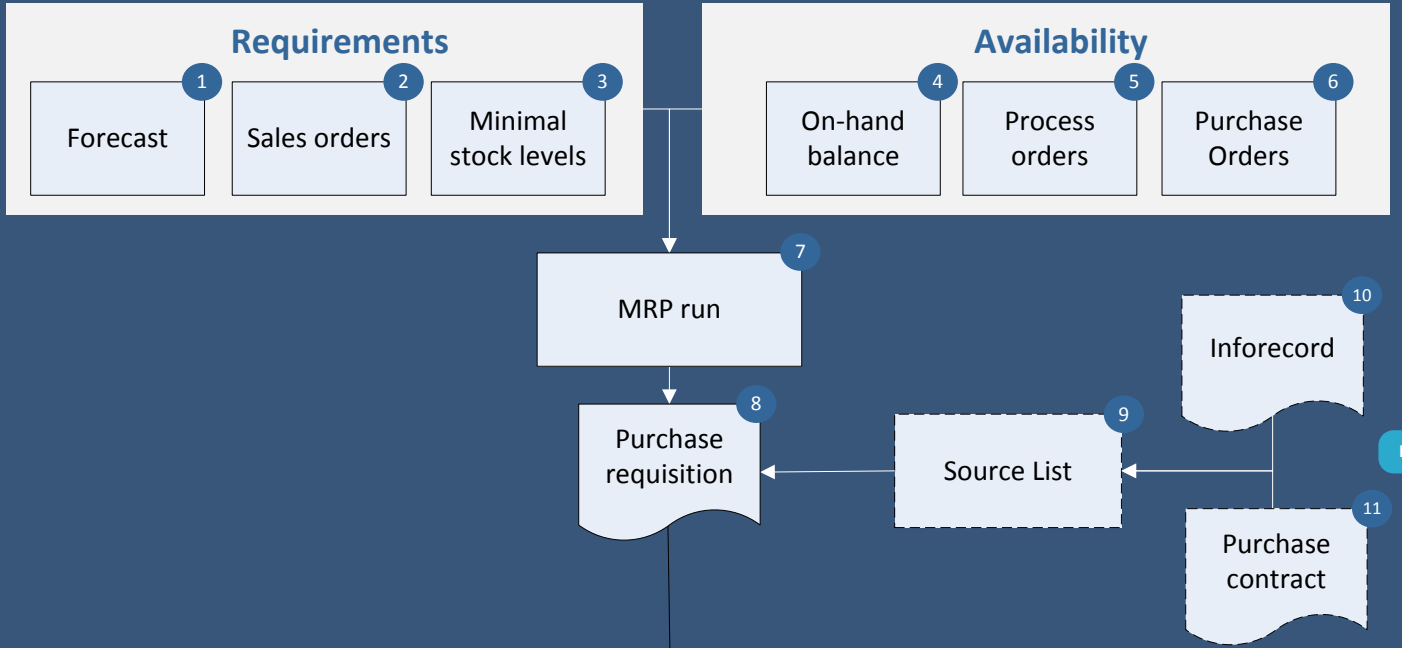 Requirements
Availability
1
2
3
4
5
6
Forecast
Sales orders
Minimal
stock levels
On-hand
balance
Process
orders
Purchase
Orders
7
MRP run
8
Purchase
requisition
9
Source List
10
Inforecord
11
Purchase
contract